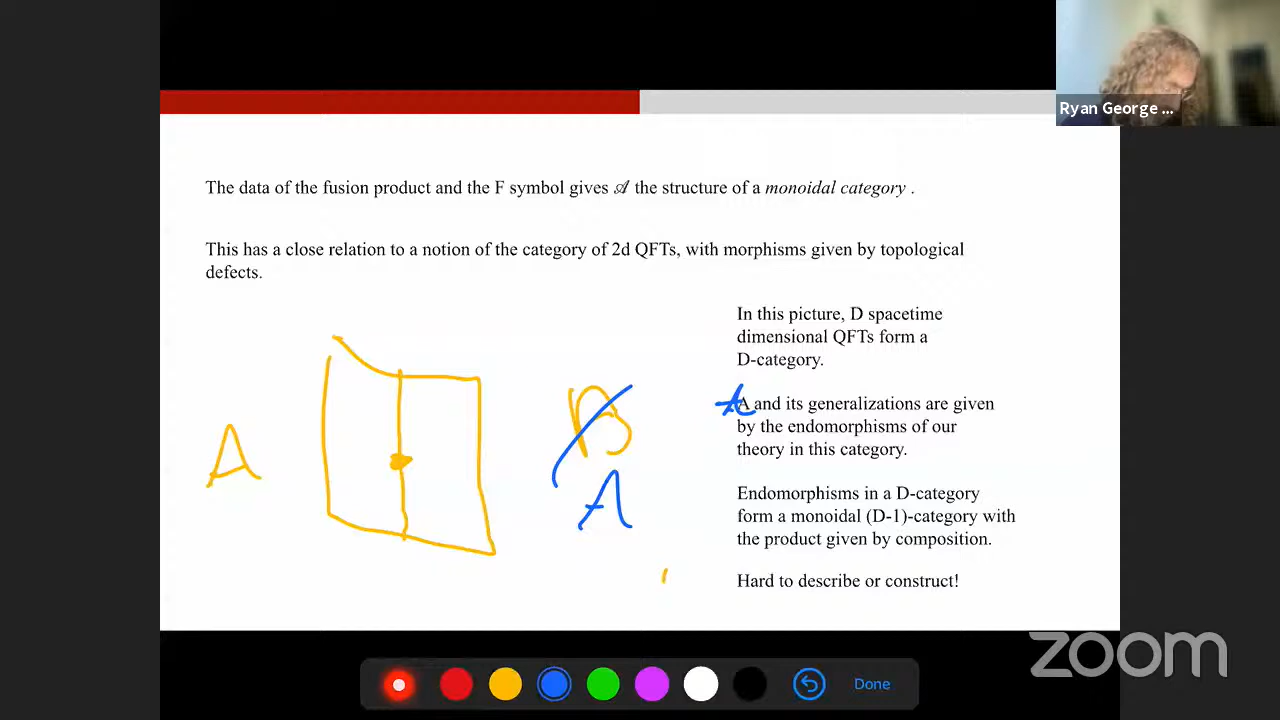 Ryan George ...
The data of the fusion product and the F symbol gives 𝒜 the structure of a monoidal category .
This has a close relation to a notion of the category of 2d QFTs, with morphisms given by topological
defects.
In this picture, D spacetime
dimensional QFTs form a
D-category.
A and its generalizations are given
by the endomorphisms of our
theory in this category.
Endomorphisms in a D-category
form a monoidal (D-1)-category with
the product given by composition.
Hard to describe or construct!
A
B
A
zoom
Done